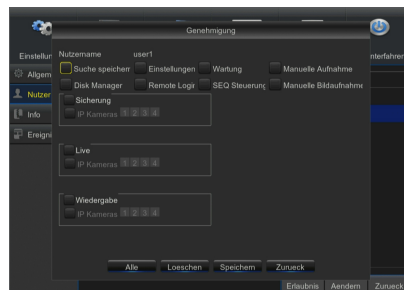 Genehmigung
Einstellun
nterfahren
Nutzername user1
Suche speichern Einstellungen Wartung Manuelle Aufnahme
Allgem
Disk Manager Remote Login SEQ Steuerung Manuelle Bildaufnahme
Nutzer
Sicherung
IP Kameras 1 2 3 4
Info
Ereigni
Live
IP Kameras 1 2 3 4
Wiedergabe
IP Kameras 1 2 3 4
Alle Loeschen Speichern Zurueck
Erlaubnis Aendern Zurueck